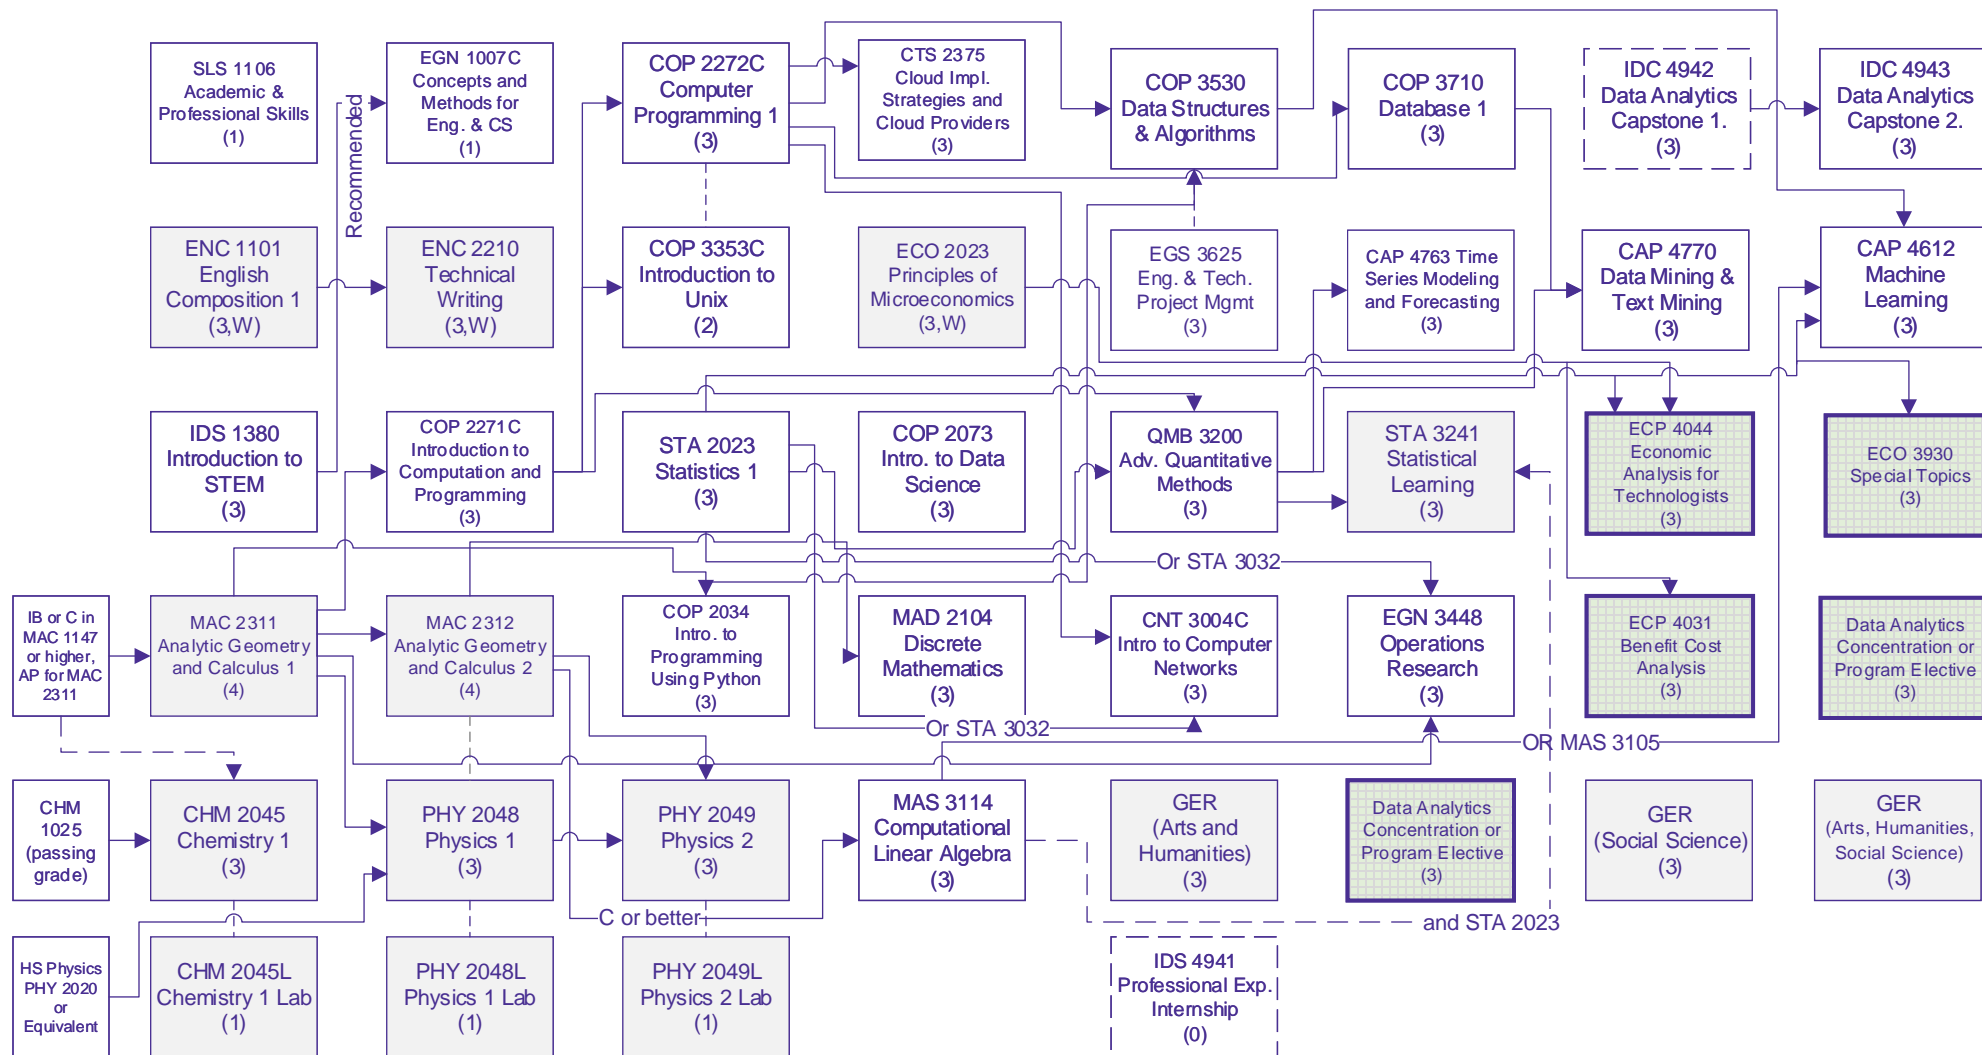 SLS 1106
Academic &
Professional Skills
(1)
EGN 1007C
Concepts and
Methods for
Eng. & CS
(1)
COP 2272C
Computer
Programming 1
(3)
CTS 2375
Cloud Impl.
Strategies and
Cloud Providers
(3)
COP 3530
Data Structures
& Algorithms
COP 3710
Database 1
(3)
IDC 4942
Data Analytics
Capstone 1.
(3)
IDC 4943
Data Analytics
Capstone 2.
(3)
Recommended
ENC 1101
English
Composition 1
(3,W)
ENC 2210
Technical
Writing
(3,W)
COP 3353C
Introduction to
Unix
(2)
ECO 2023
Principles of
Microeconomics
(3,W)
EGS 3625
Eng. & Tech.
Project Mgmt
(3)
CAP 4763 Time
Series Modeling
and Forecasting
(3)
CAP 4770
Data Mining &
Text Mining
(3)
CAP 4612
Machine
Learning
(3)
IDS 1380
Introduction to
STEM
(3)
COP 2271C
Introduction to
Computation and
Programming
(3)
STA 2023
Statistics 1
(3)
COP 2073
Intro. to Data
Science
(3)
QMB 3200
Adv. Quantitative
Methods
(3)
STA 3241
Statistical
Learning
(3)
ECP 4044
Economic
Analysis for
Technologists
(3)
ECO 3930
Special Topics
(3)
Or STA 3032
IB or C in
MAC 1147
or higher,
AP for MAC
2311
MAC 2311
Analytic Geometry
and Calculus 1
(4)
MAC 2312
Analytic Geometry
and Calculus 2
(4)
COP 2034
Intro. to
Programming
Using Python
(3)
MAD 2104
Discrete
Mathematics
(3)
CNT 3004C
Intro to Computer
Networks
(3)
EGN 3448
Operations
Research
(3)
ECP 4031
Benefit Cost
Analysis
(3)
Data Analytics
Concentration or
Program Elective
(3)
Or STA 3032
OR MAS 3105
CHM
1025
(passing
grade)
CHM 2045
Chemistry 1
(3)
PHY 2048
Physics 1
(3)
PHY 2049
Physics 2
(3)
MAS 3114
Computational
Linear Algebra
(3)
GER
(Arts and
Humanities)
(3)
Data Analytics
Concentration or
Program Elective
(3)
GER
(Social Science)
(3)
GER
(Arts, Humanities,
Social Science)
(3)
C or better
and STA 2023
HS Physics
PHY 2020
or
Equivalent
CHM 2045L
Chemistry 1 Lab
(1)
PHY 2048L
Physics 1 Lab
(1)
PHY 2049L
Physics 2 Lab
(1)
IDS 4941
Professional Exp.
Internship
(0)